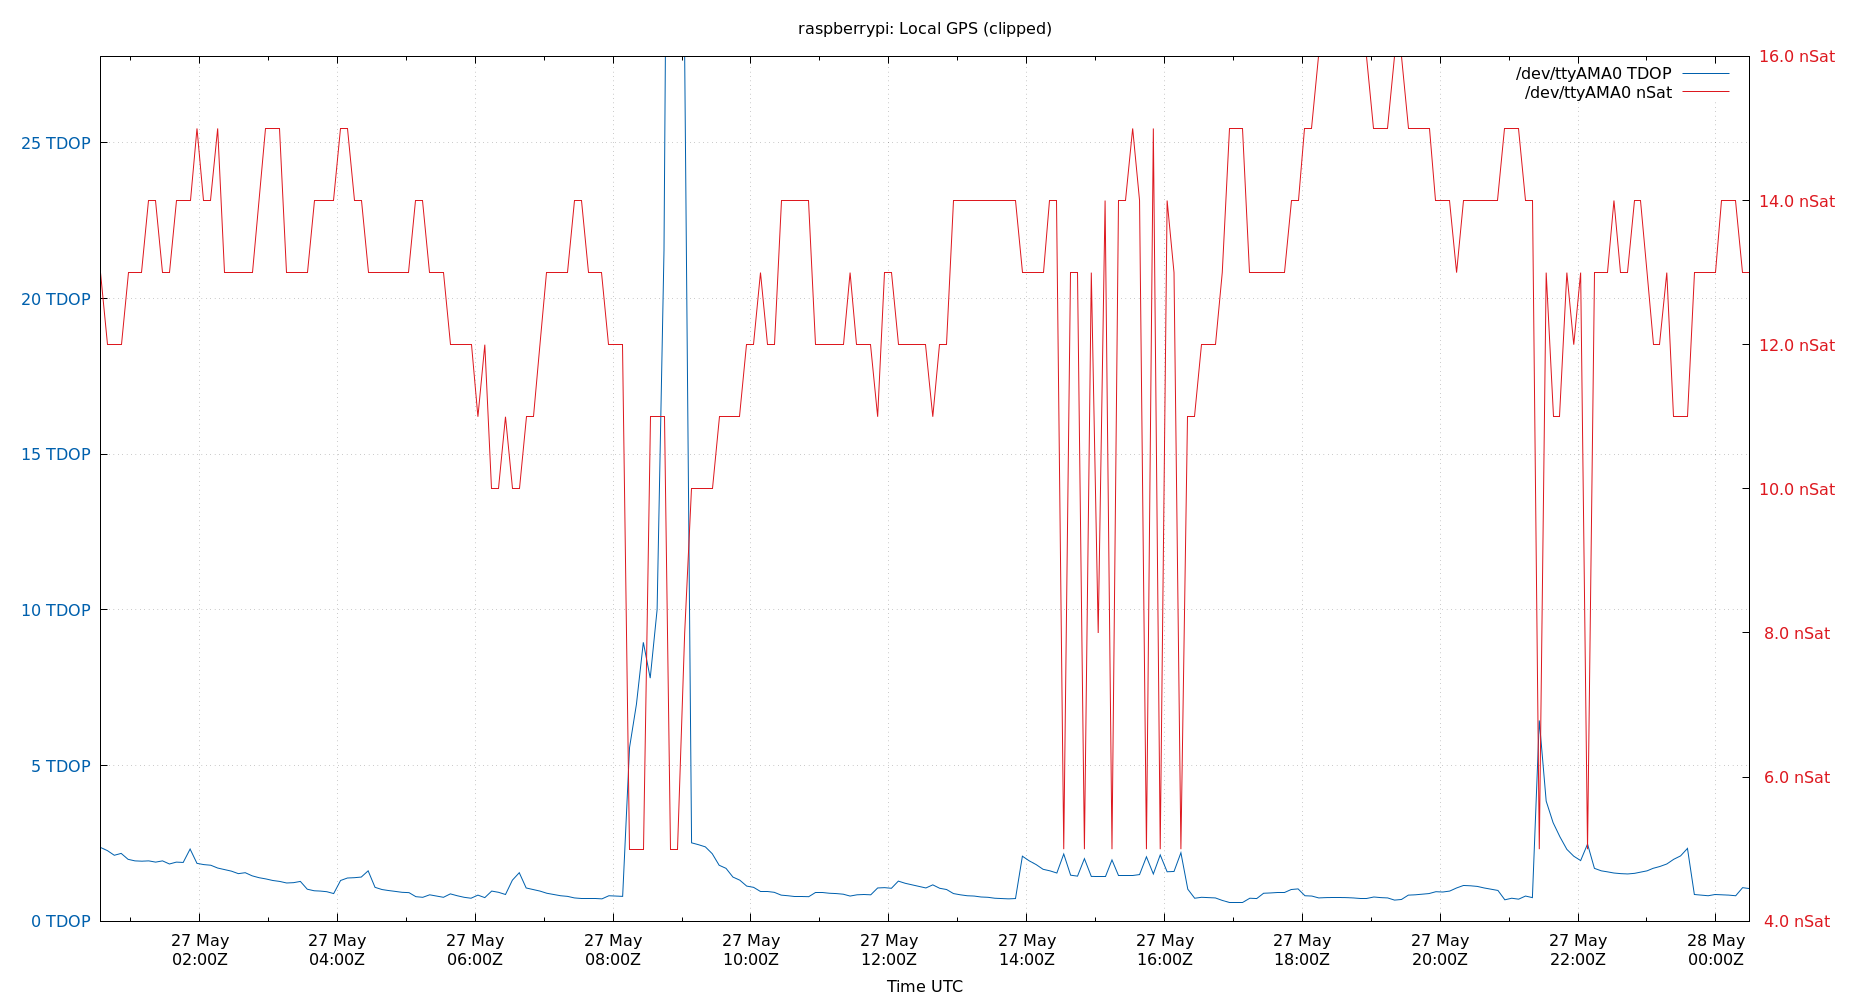 raspberrypi: Local GPS (clipped)
16.0 nSat
/dev/ttyAMA0 TDOP
/dev/ttyAMA0 nSat
25 TDOP
14.0 nSat
20 TDOP
12.0 nSat
15 TDOP
10.0 nSat
10 TDOP
8.0 nSat
5 TDOP
6.0 nSat
0 TDOP
4.0 nSat
27 May 27 May 27 May 27 May 27 May 27 May 27 May 27 May 27 May 27 May 27 May 28 May
02:00Z 04:00Z 06:00Z 08:00Z 10:00Z 12:00Z 14:00Z 16:00Z 18:00Z 20:00Z 22:00Z 00:00Z
Time UTC